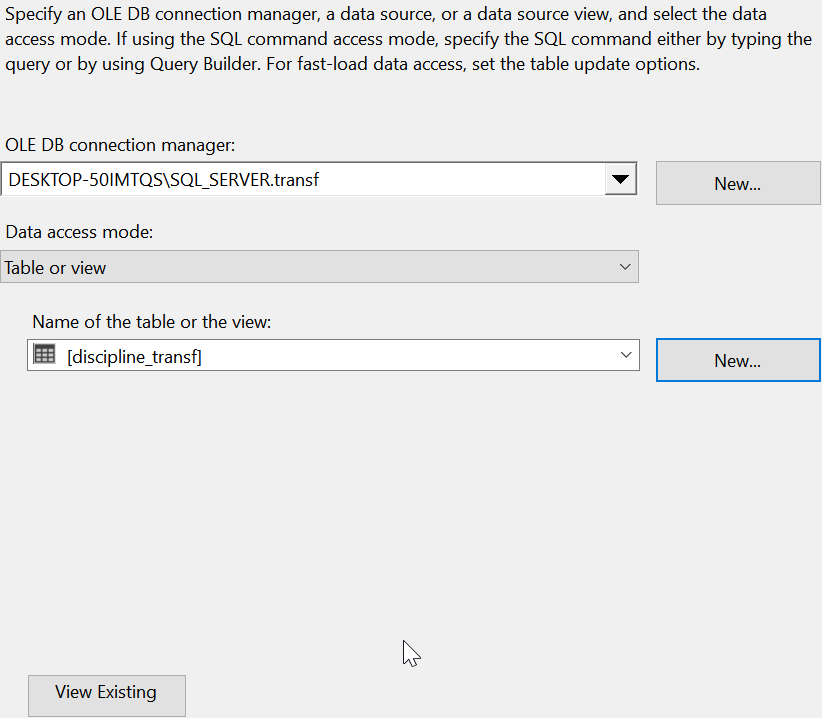 Specify an OLE DB connection manager, a data source, or a data source view, and select the data
access mode. If using the SQL command access mode, specify the SQL command either by typing the
query or by using Query Builder. For fast-load data access, set the table update options.
OLE DB connection manager:
DESKTOP-50IMTQS\SQL_SERVER.transf
New...
Data access mode:
Table or view
Name of the table or the view:
[discipline_transf]
New...
View Existing